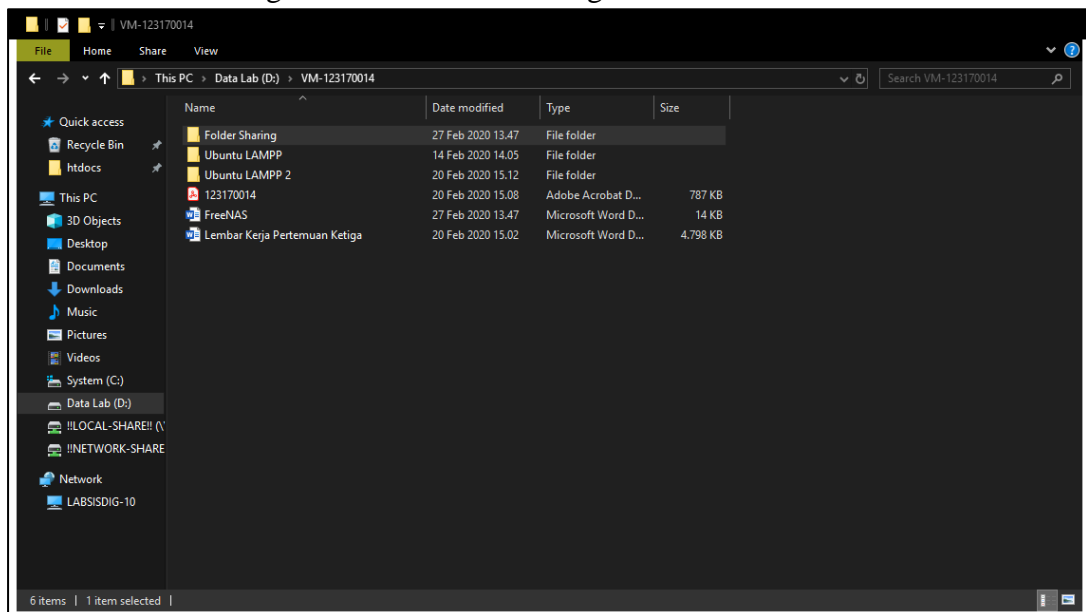 VM-123170014
File Home Share View
This PC > Data Lab (D:) > VM-123170014
Search VM-123170014
Name Date modified Type Size
Quick access
Recycle Bin
htdocs
This PC
3D Objects
Desktop
Documents
Downloads
Music
Pictures
Videos
System (C:)
Data Lab (D:)
!!LOCAL-SHARE!! (\
!!NETWORK-SHARE
Network
LABSISDIG-10
Folder Sharing 27 Feb 2020 13.47 File folder
Ubuntu LAMPP 14 Feb 2020 14.05 File folder
Ubuntu LAMPP 2 20 Feb 2020 15.12 File folder
123170014 20 Feb 2020 15.08 Adobe Acrobat D... 787 KB
FreeNAS 27 Feb 2020 13.47 Microsoft Word D... 14 KB
Lembar Kerja Pertemuan Ketiga 20 Feb 2020 15.02 Microsoft Word D... 4.798 KB
6 items | 1 item selected |